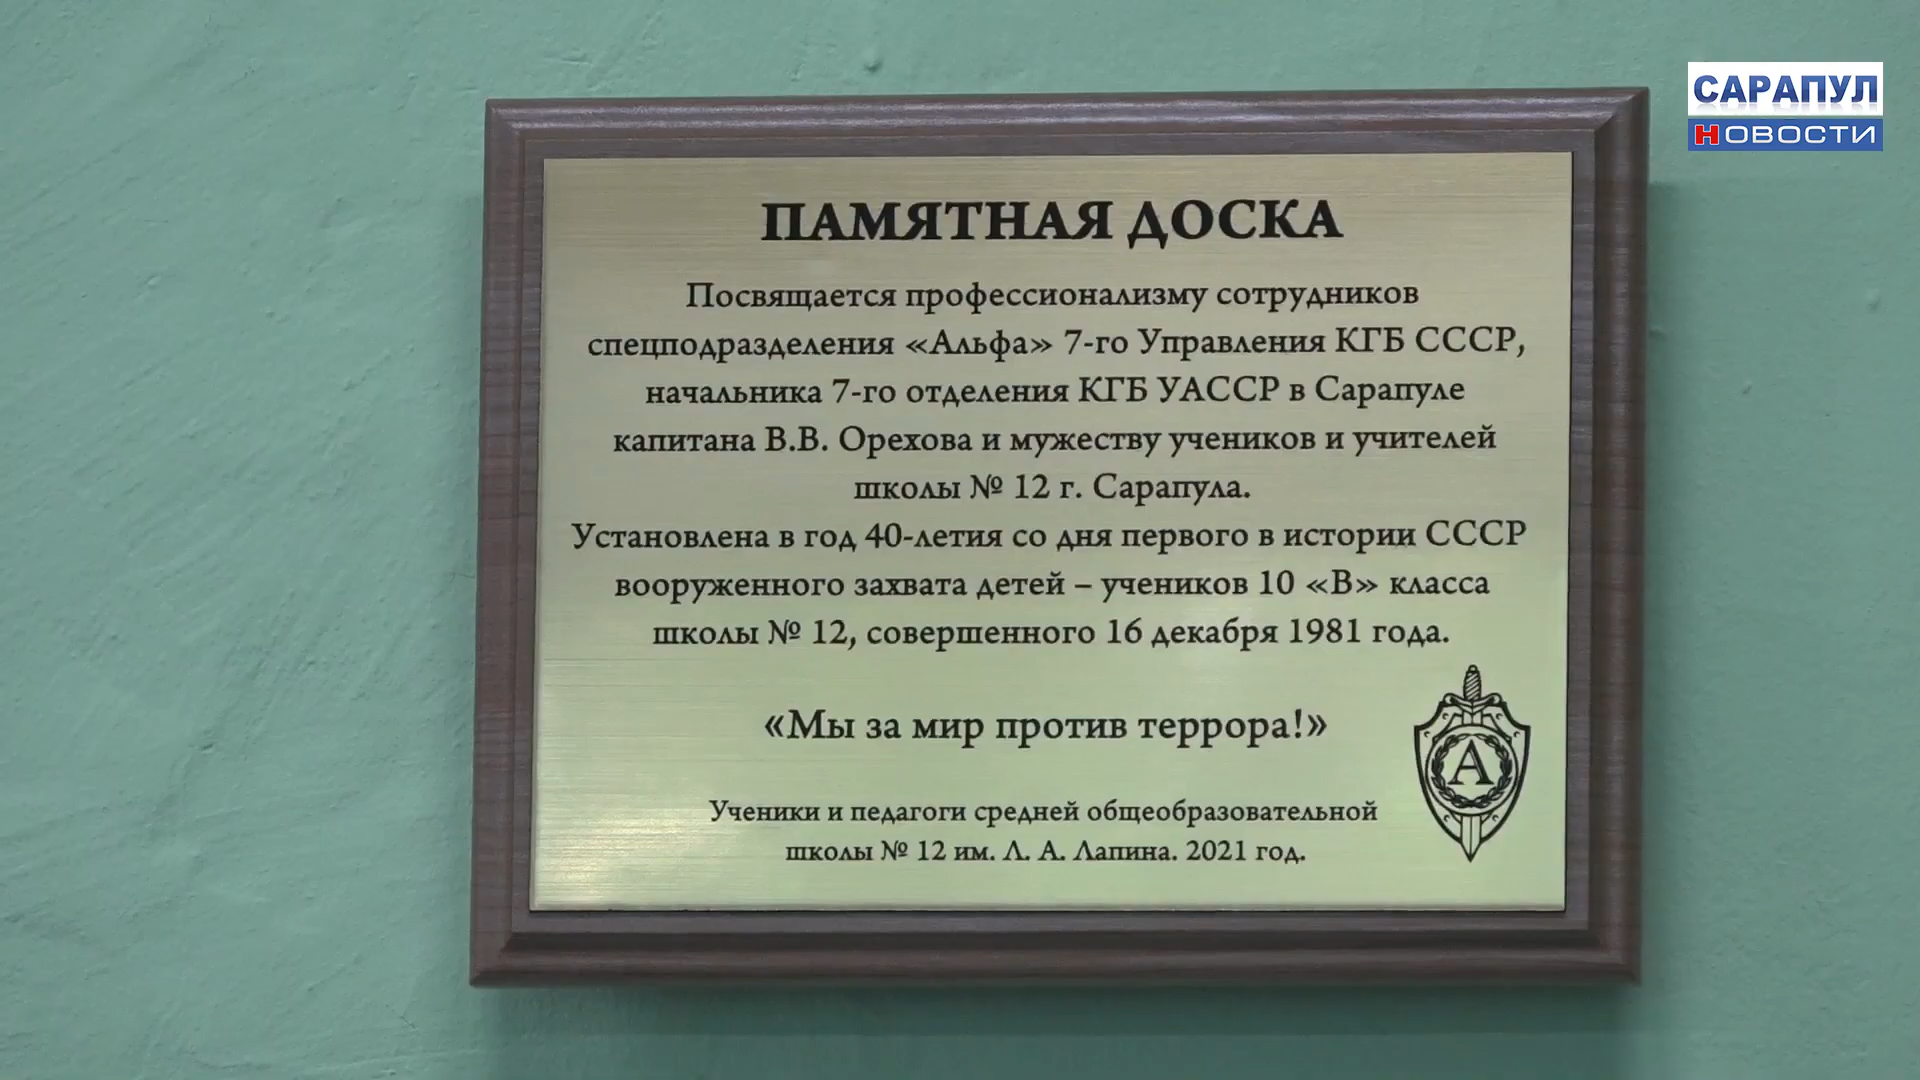 САРАПУЛ
НОВОСТИ
ПАМЯТНАЯ ДОСКА
Посвящается профессионализму сотрудников
спецподразделения «Альфа» 7-го Управления КГБ СССР,
начальника 7-го отделения КГБ УАССР в Сарапуле
капитана В.В. Орехова и мужеству учеников и учителей
школы № 12 г. Сарапула.
Установлена в год 40-летия со дня первого в истории СССР
вооруженного захвата детей – учеников 10 «В» класса
школы № 12, совершенного 16 декабря 1981 года.
«Мы за мир против террора!»
А
Ученики и педагоги средней общеобразовательной
школы № 12 им. Л. А. Лапина. 2021 год.